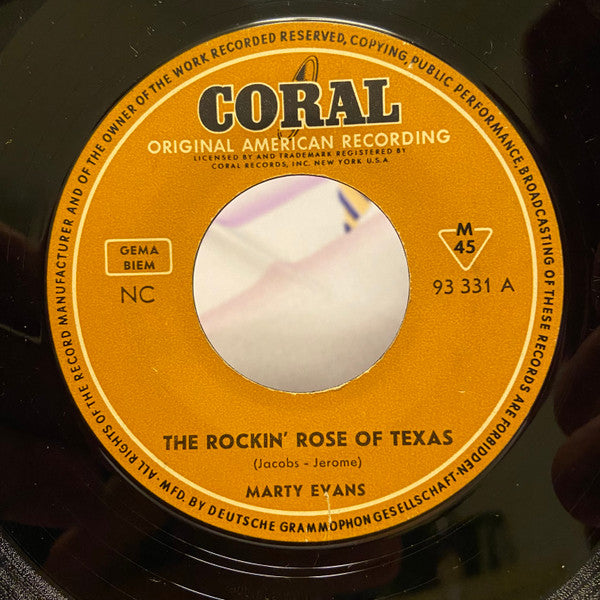 ALL RIGHTS OF THE RECORD MANUFACTURER AND OF THE OWNER OF THE WORK RECORDED RESERVED, COPYING, PUBLIC PERFORMANCE, BROADCASTING OF THESE RECORDS ARE FORBIDDEN·
CORAL
ORIGINAL AMERICAN RECORDING
LICENSED BY AND TRADEMARK REGISTERED BY
CORAL RECORDS, INC. NEW YORK U.S.A.
GEMA
BIEM
NC
M
45
93 331 A
THE ROCKIN' ROSE OF TEXAS
(Jacobs - Jerome)
MARTY EVANS
·MFD. BY DEUTSCHE GRAMMOPHON GESELLSCHAFT·